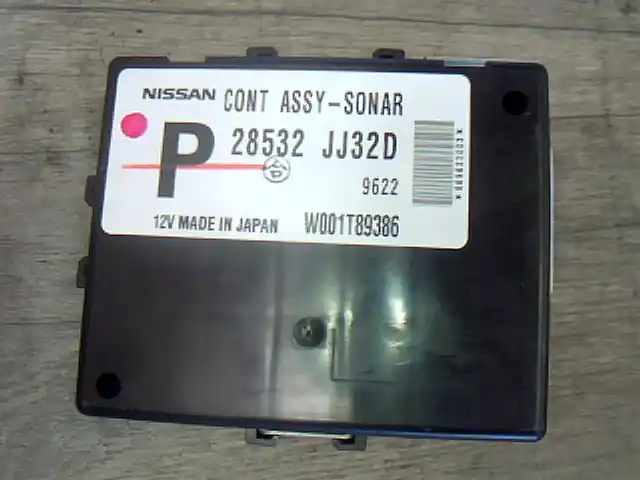 NISSAN CONT ASSY-SONAR
P 28532 JJ32D
9622
12V MADE IN JAPAN W001T89386